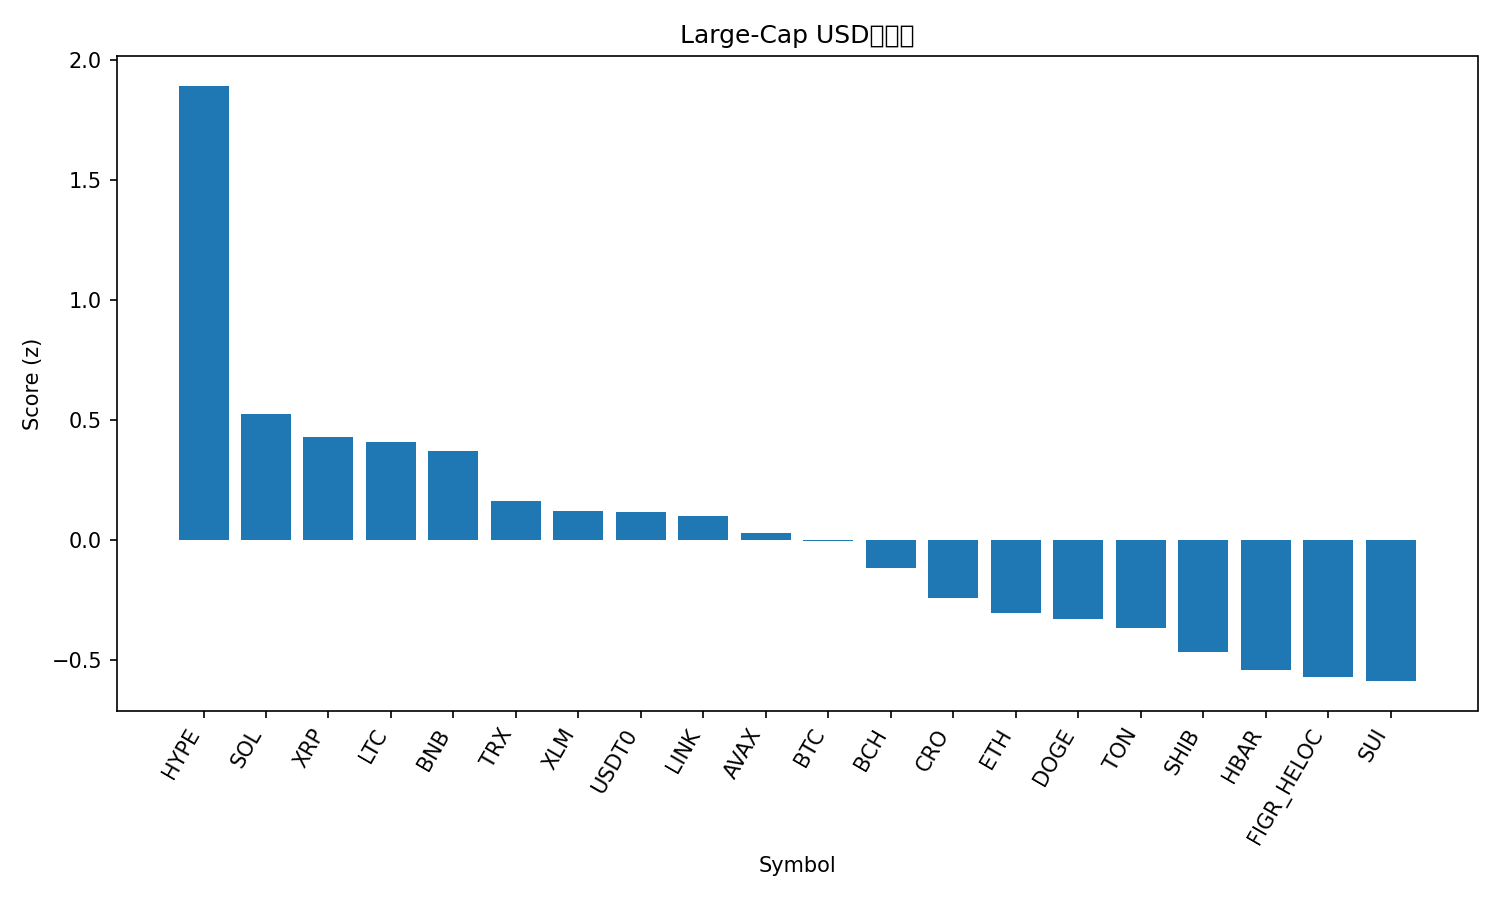 Large-Cap USD
2.0
1.5
1.0
0.5
0.0
−0.5
Score (z)
HYPE
SOL
XRP
LTC
BNB
TRX
XLM
USDT0
LINK
AVAX
BTC
BCH
CRO
ETH
DOGE
TON
SHIB
HBAR
FIGR_HELOC
SUI
Symbol